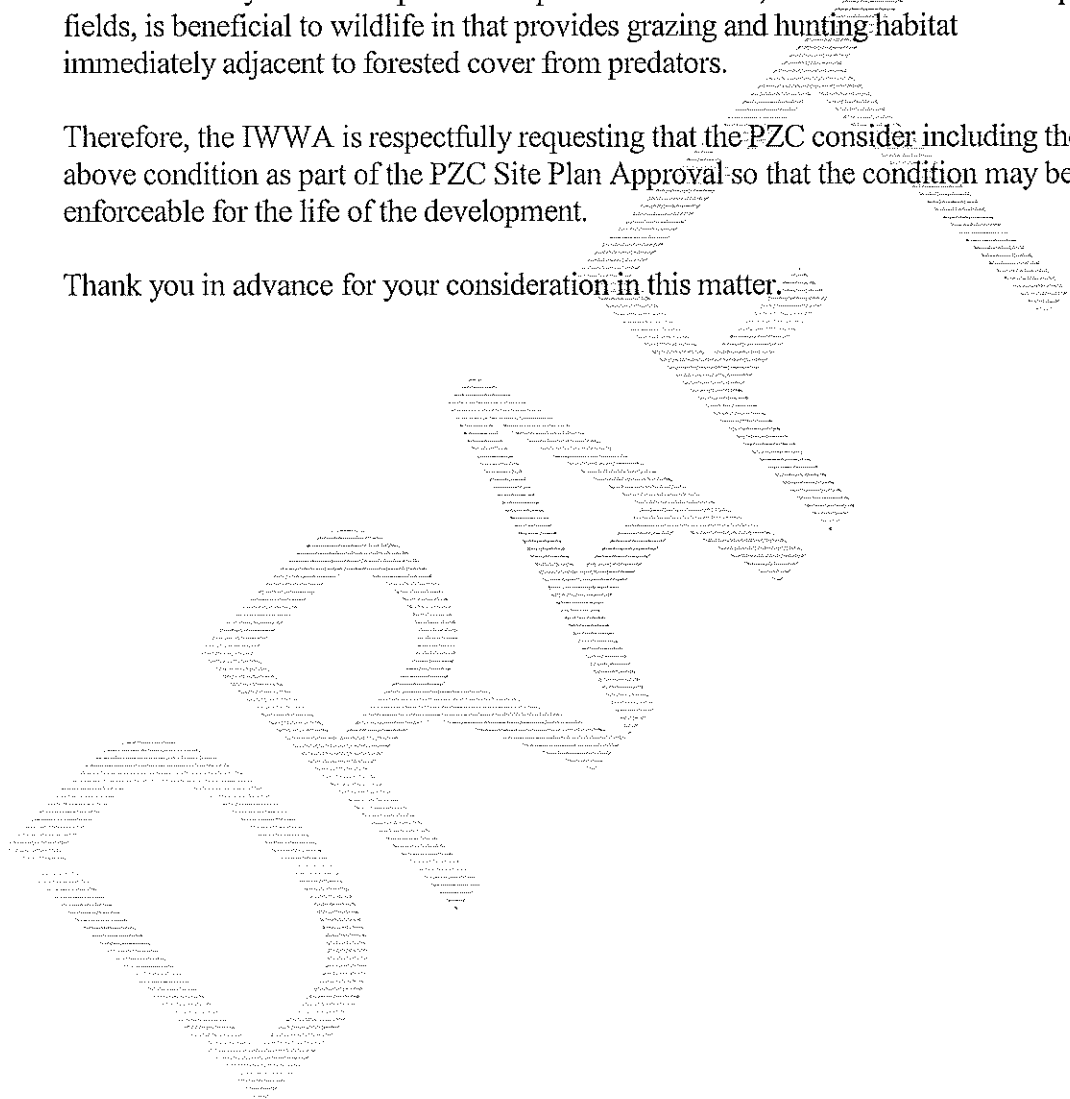 fields, is beneficial to wildlife in that provides grazing and hunting habitat
immediately adjacent to forested cover from predators.
Therefore, the IWWA is respectfully requesting that the PZC consider including
above condition as part of the PZC Site Plan Approval so that the condition may be
enforceable for the life of the development.
Thank you in advance for your consideration in this matter.
DRAFT